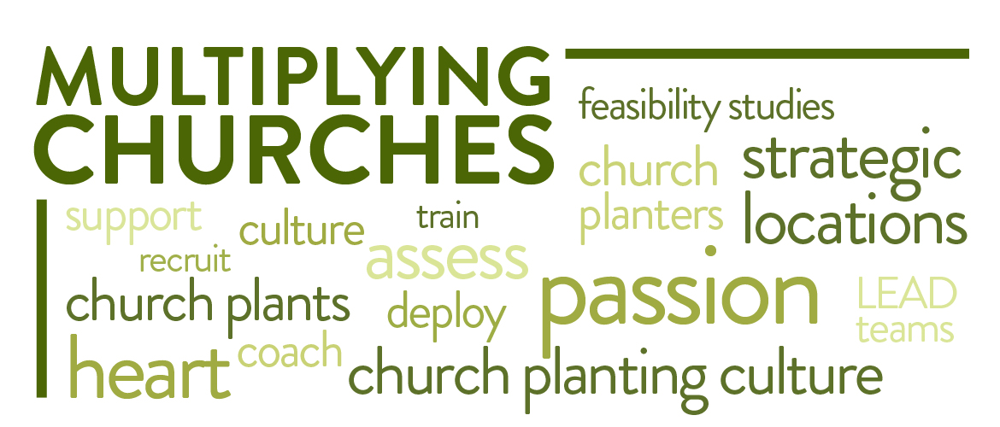 MULTIPLYING
CHURCHES
feasibility studies
church
planters
strategic
locations
support
culture
train
recruit
assess
church plants
deploy
passion
LEAD
teams
heart
coach
church planting culture